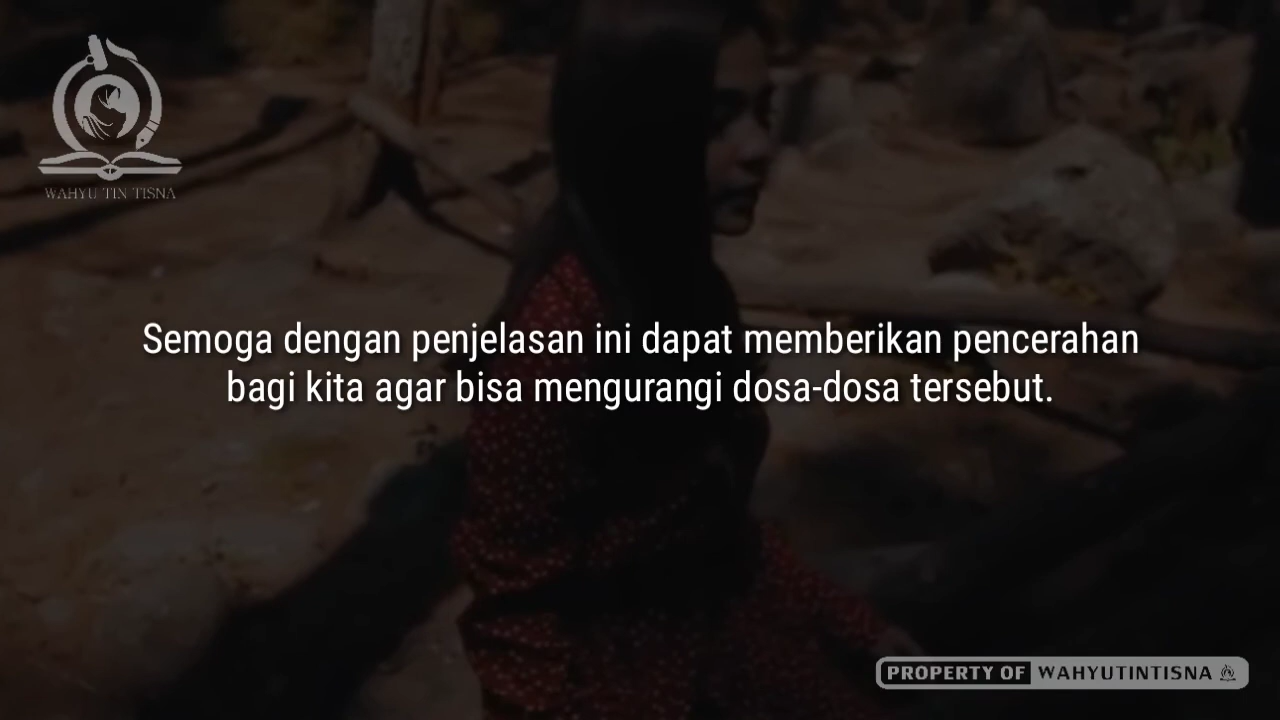 WAHYU TIN TISNA
Semoga dengan penjelasan ini dapat memberikan pencerahan
bagi kita agar bisa mengurangi dosa-dosa tersebut.
PROPERTY OF WAHYUTINTISNA